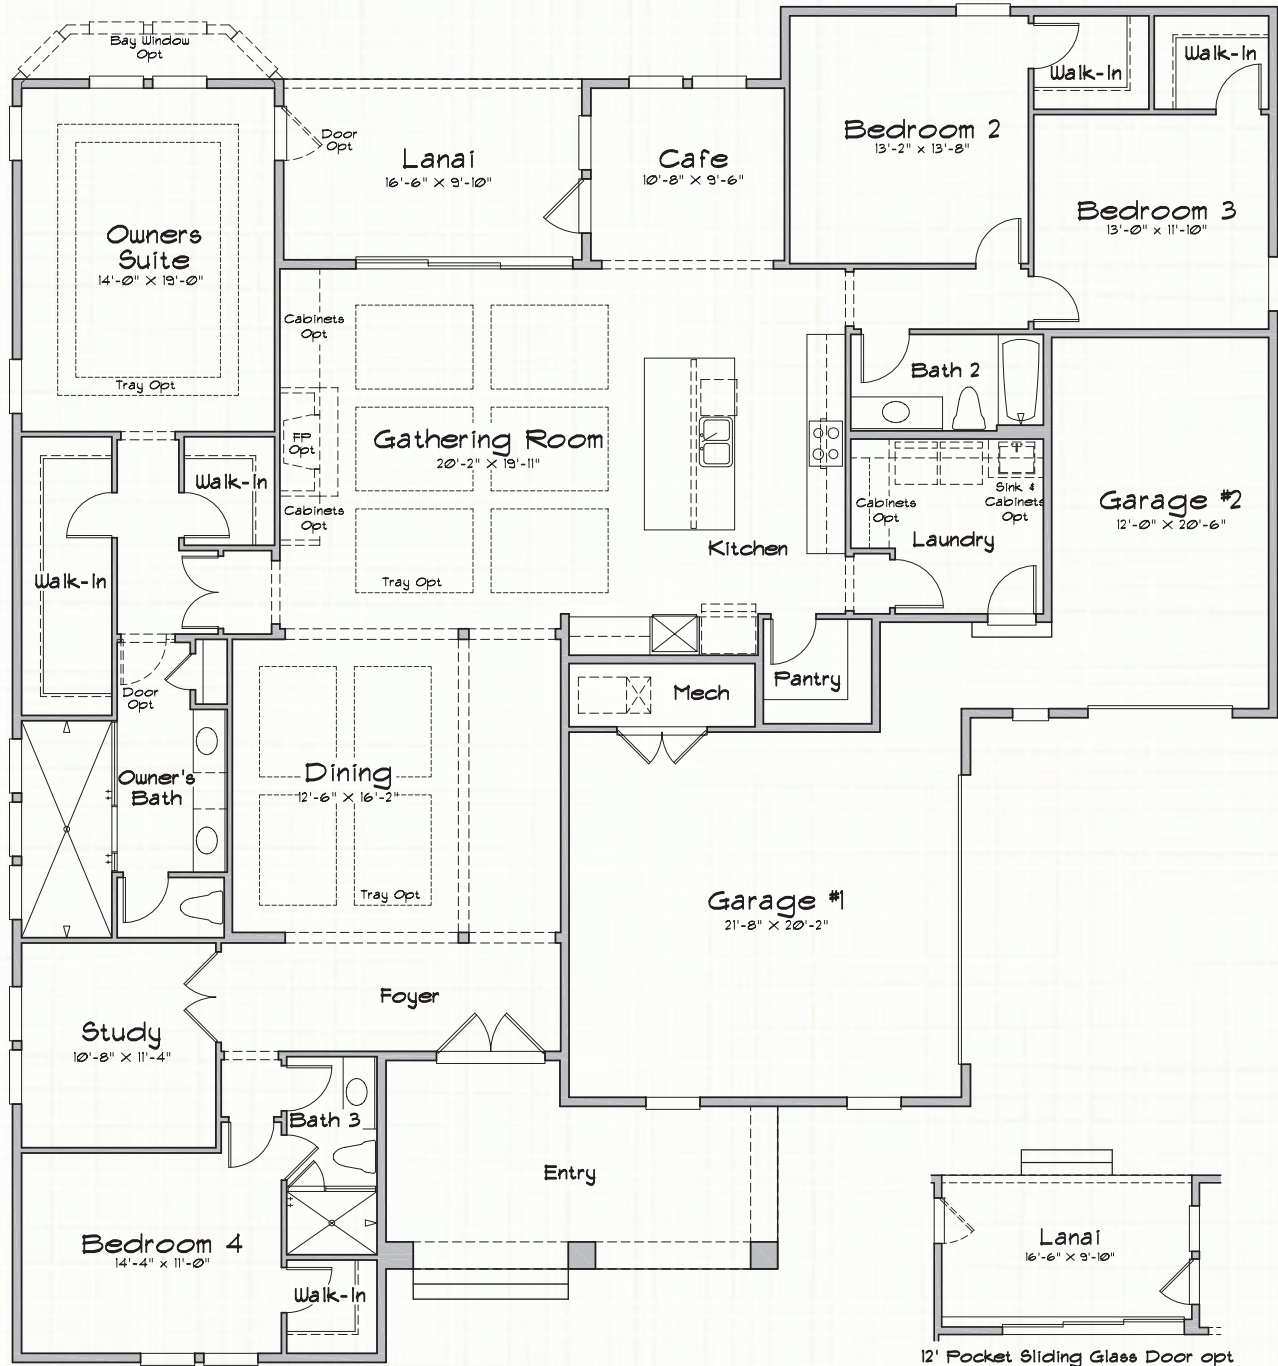 Bay Window
Opt
Walk-In
Walk-In
Bedroom 2
13'-2" x 13'-8"
Door
Opt
Lanai
16'-6" X 9'-10"
Cafe
10'-8" X 9'-6"
Bedroom 3
13'-0" x 11'-10"
Owners
Suite
14'-0" X 19'-0"
Tray Opt
Cabinets
Opt
Bath 2
FP
Opt
Gathering Room
20'-2" X 19'-11"
Walk-In
Cabinets
Opt
Cabinets
Opt
Sink &
Cabinets
Opt
Garage #2
12'-0" X 20'-6"
Kitchen
Laundry
Walk-In
Tray Opt
Door
Opt
Mech
Pantry
Owner's
Bath
Dining
12'-6" X 16'-2"
Tray Opt
Garage #1
21'-8" X 20'-2"
Foyer
Study
10'-8" X 11'-4"
Bath 3
Entry
Bedroom 4
14'-4" X 11'-0"
Walk-In
Lanai
16'-6" X 9'-10"
12' Pocket Sliding Glass Door opt